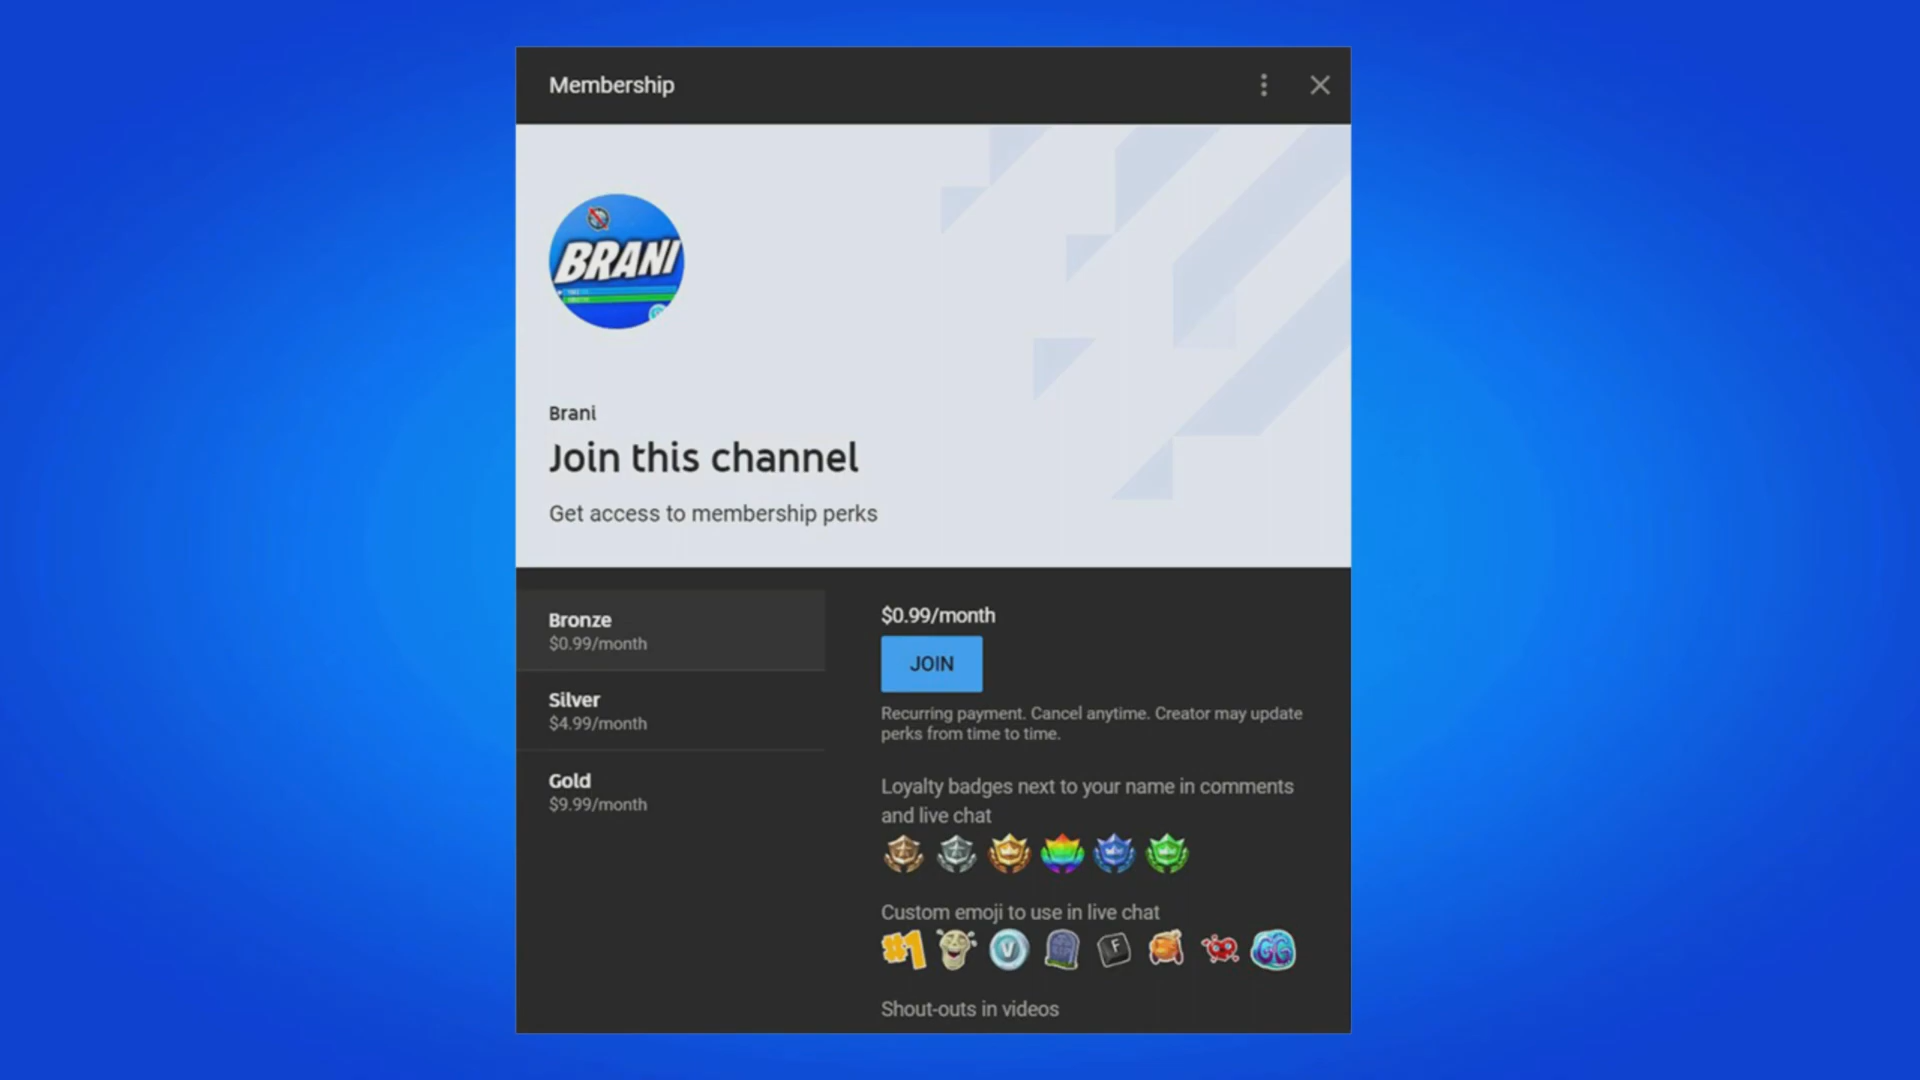 Membership
BRANI
Brani
Join this channel
Get access to membership perks
Bronze
$0.99/month
Silver
$4.99/month
Gold
$9.99/month
$0.99/month
JOIN
Recurring payment. Cancel anytime. Creator may update
perks from time to time.
Loyalty badges next to your name in comments
and live chat
Custom emoji to use in live chat
#1
V
F
GG
Shout-outs in videos